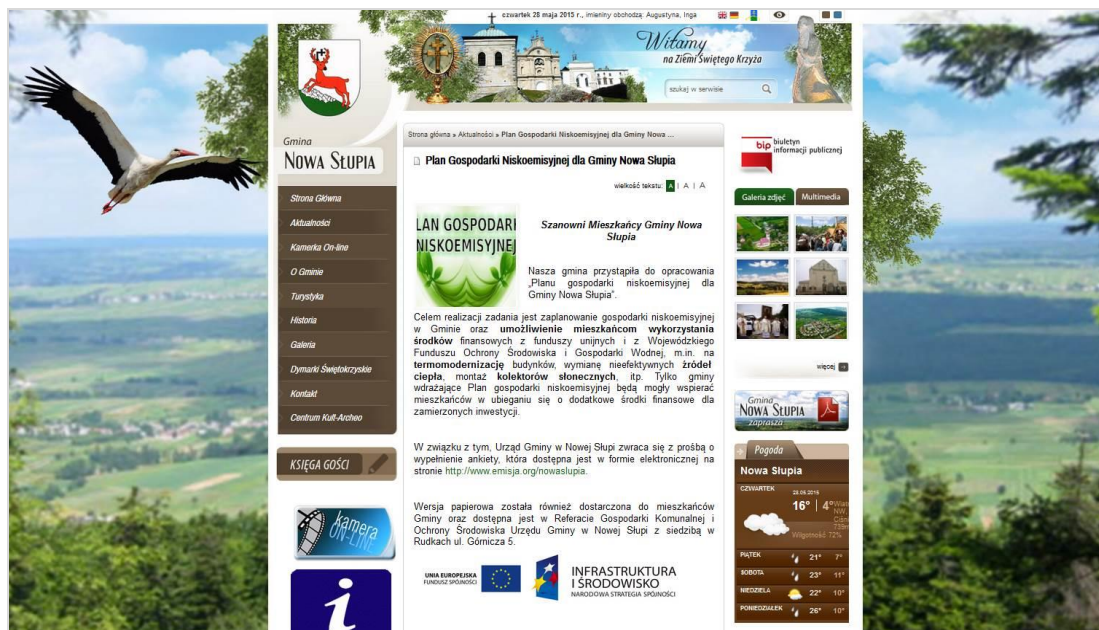 czwartek 28 maja 2015 r., imieniny obchodzą: Augustyna, Inga
Witamy
na Ziemi Świętego Krzyża
szukaj w serwisie
Gmina
NOWA SŁUPIA
Strona Główna
Aktualności
Kamerka On-line
O Gminie
Turystyka
Historia
Galeria
Dymarki Świętokrzyskie
Kontakt
Centrum Kult-Archeo
KSIĘGA GOŚCI
kamera
ON-LINE
i
Strona główna » Aktualności » Plan Gospodarki Niskoemisyjnej dla Gminy Nowa ...
Plan Gospodarki Niskoemisyjnej dla Gminy Nowa Słupia
wielkość tekstu: A | A | A
LAN GOSPODARI
NISKOEMISYJNEJ
Szanowni Mieszkańcy Gminy Nowa
Słupia
Nasza gmina przystąpiła do opracowania
„Planu gospodarki niskoemisyjnej dla
Gminy Nowa Słupia".
Celem realizacji zadania jest zaplanowanie gospodarki niskoemisyjnej
w Gminie oraz umożliwienie mieszkańcom wykorzystania
środków finansowych z funduszy unijnych i z Wojewódzkiego
Funduszu Ochrony Środowiska i Gospodarki Wodnej, m.in. na
termomodernizację budynków, wymianę nieefektywnych źródeł
ciepła, montaż kolektorów słonecznych, itp. Tylko gminy
wdrażające Plan gospodarki niskoemisyjnej będą mogły wspierać
mieszkańców w ubieganiu się o dodatkowe środki finansowe dla
zamierzonych inwestycji.
W związku z tym, Urząd Gminy w Nowej Słupi zwraca się z prośbą o
wypełnienie ankiety, która dostępna jest w formie elektronicznej na
stronie http://www.emisja.org/nowaslupia.
Wersja papierowa została również dostarczona do mieszkańców
Gminy oraz dostępna jest w Referacie Gospodarki Komunalnej i
Ochrony Środowiska Urzędu Gminy w Nowej Słupi z siedzibą w
Rudkach ul. Górnicza 5.
UNIA EUROPEJSKA
FUNDUSZ SPÓJNOŚCI
INFRASTRUKTURA
I ŚRODOWISKO
NARODOWA STRATEGIA SPÓJNOŚCI
bip biuletyn
informacji publicznej
Galeria zdjęć
Multimedia
więcej
Gmina
NOWA SŁUPIA
zaprasza
Pogoda
Nowa Słupia
CZWARTEK
28.05.2015
16° | 4°
NW,
Wilgotność 72%
PIĄTEK 21° 7°
SOBOTA 23° 11°
NIEDZIELA 22° 10°
PONIEDZIAŁEK 26° 10°